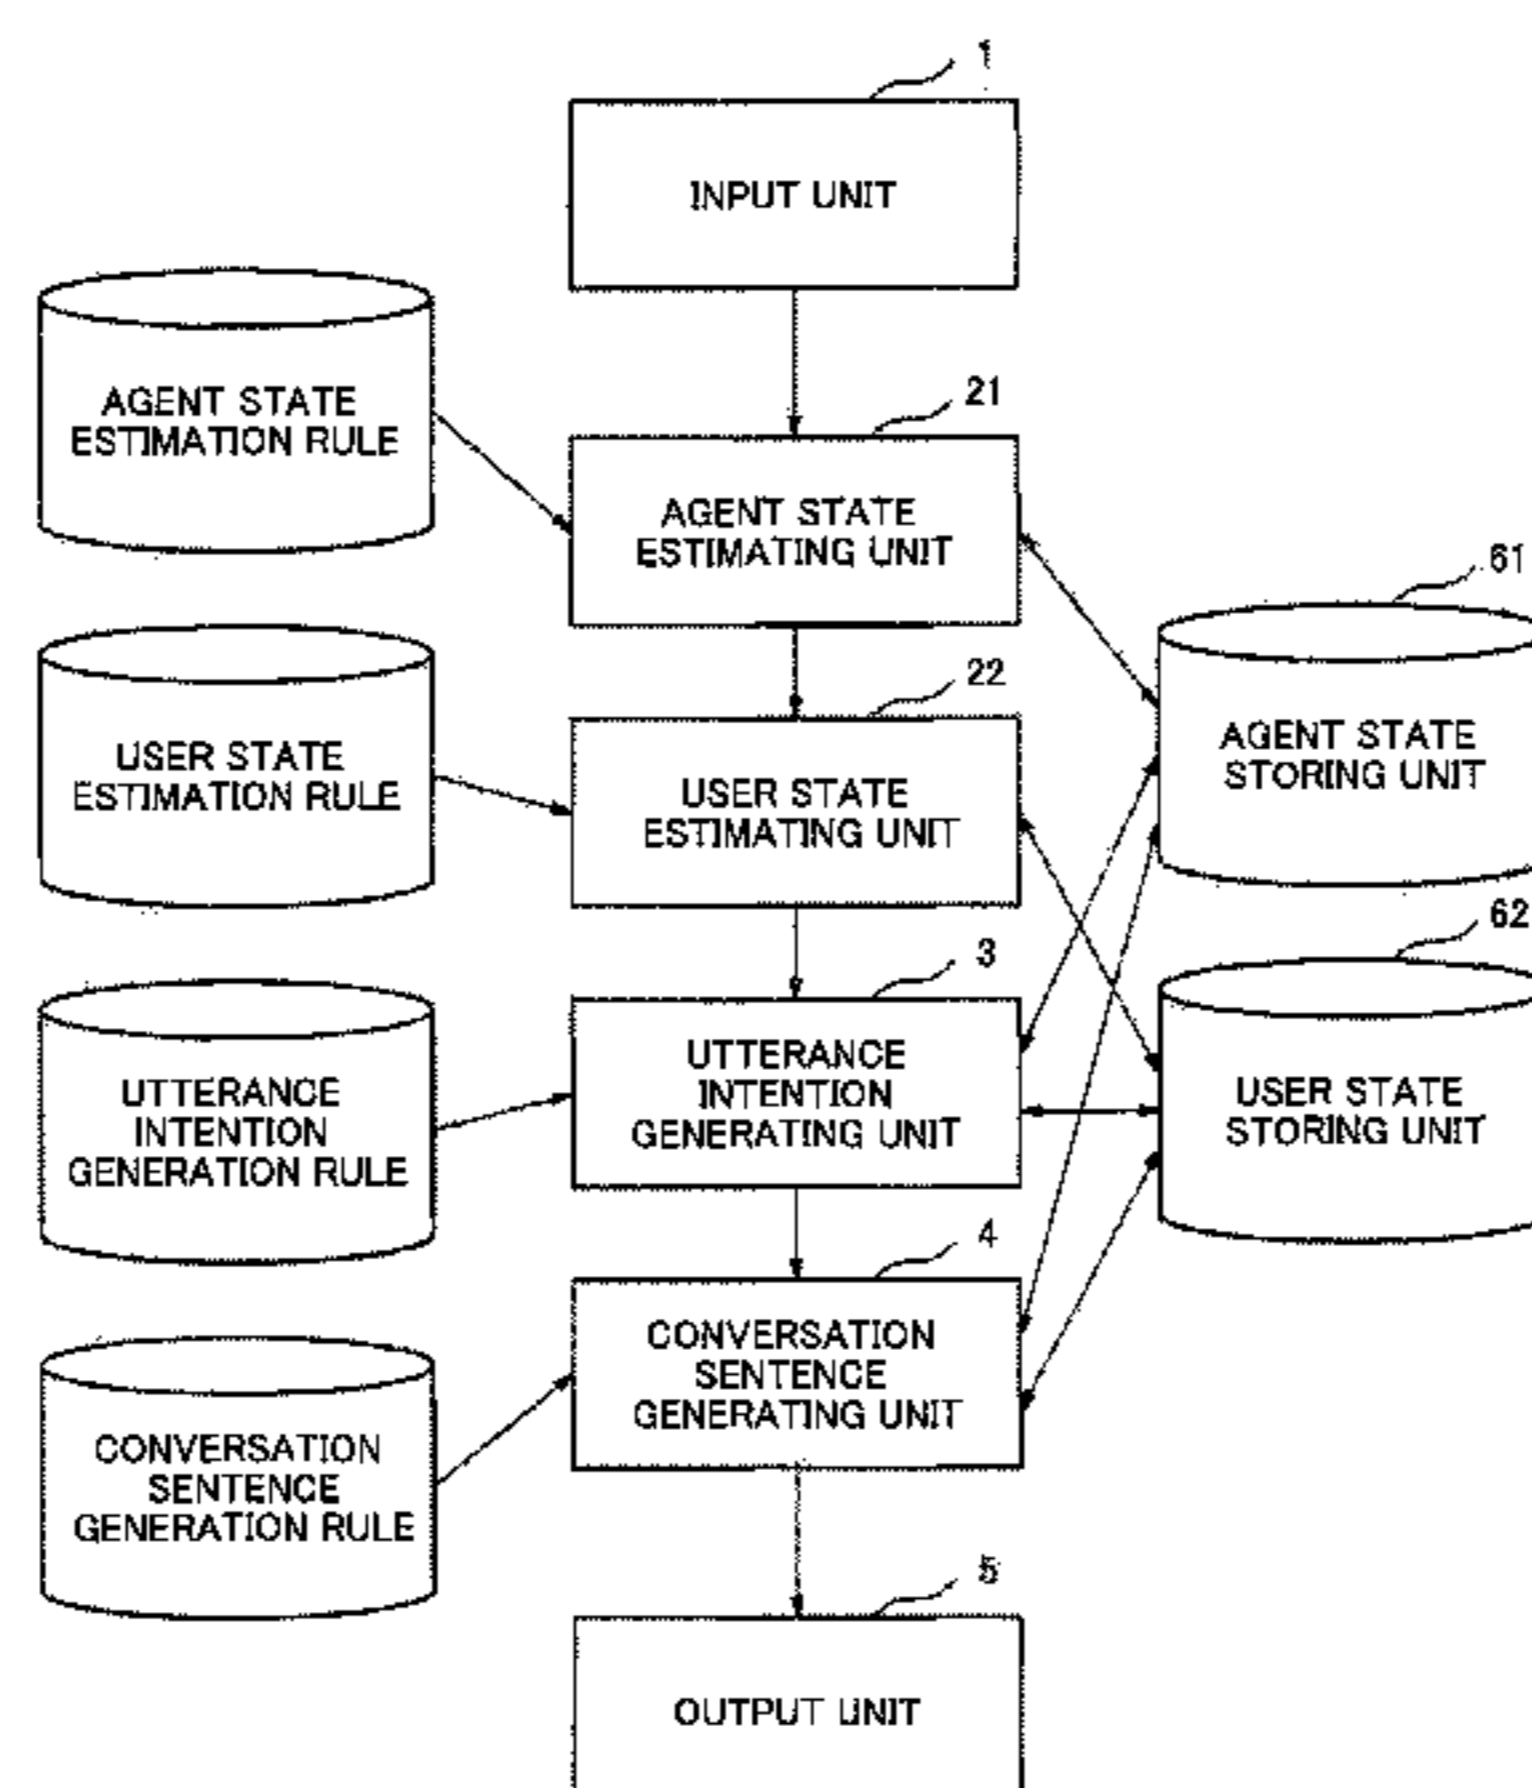 1
INPUT UNIT
AGENT STATE
ESTIMATION RULE
21
AGENT STATE
ESTIMATING UNIT
61
AGENT STATE
STORING UNIT
USER STATE
ESTIMATION RULE
22
USER STATE
ESTIMATING UNIT
62
USER STATE
STORING UNIT
UTTERANCE
INTENTION
GENERATION RULE
3
UTTERANCE
INTENTION
GENERATING UNIT
4
CONVERSATION
SENTENCE
GENERATING UNIT
CONVERSATION
SENTENCE
GENERATION RULE
5
OUTPUT UNIT